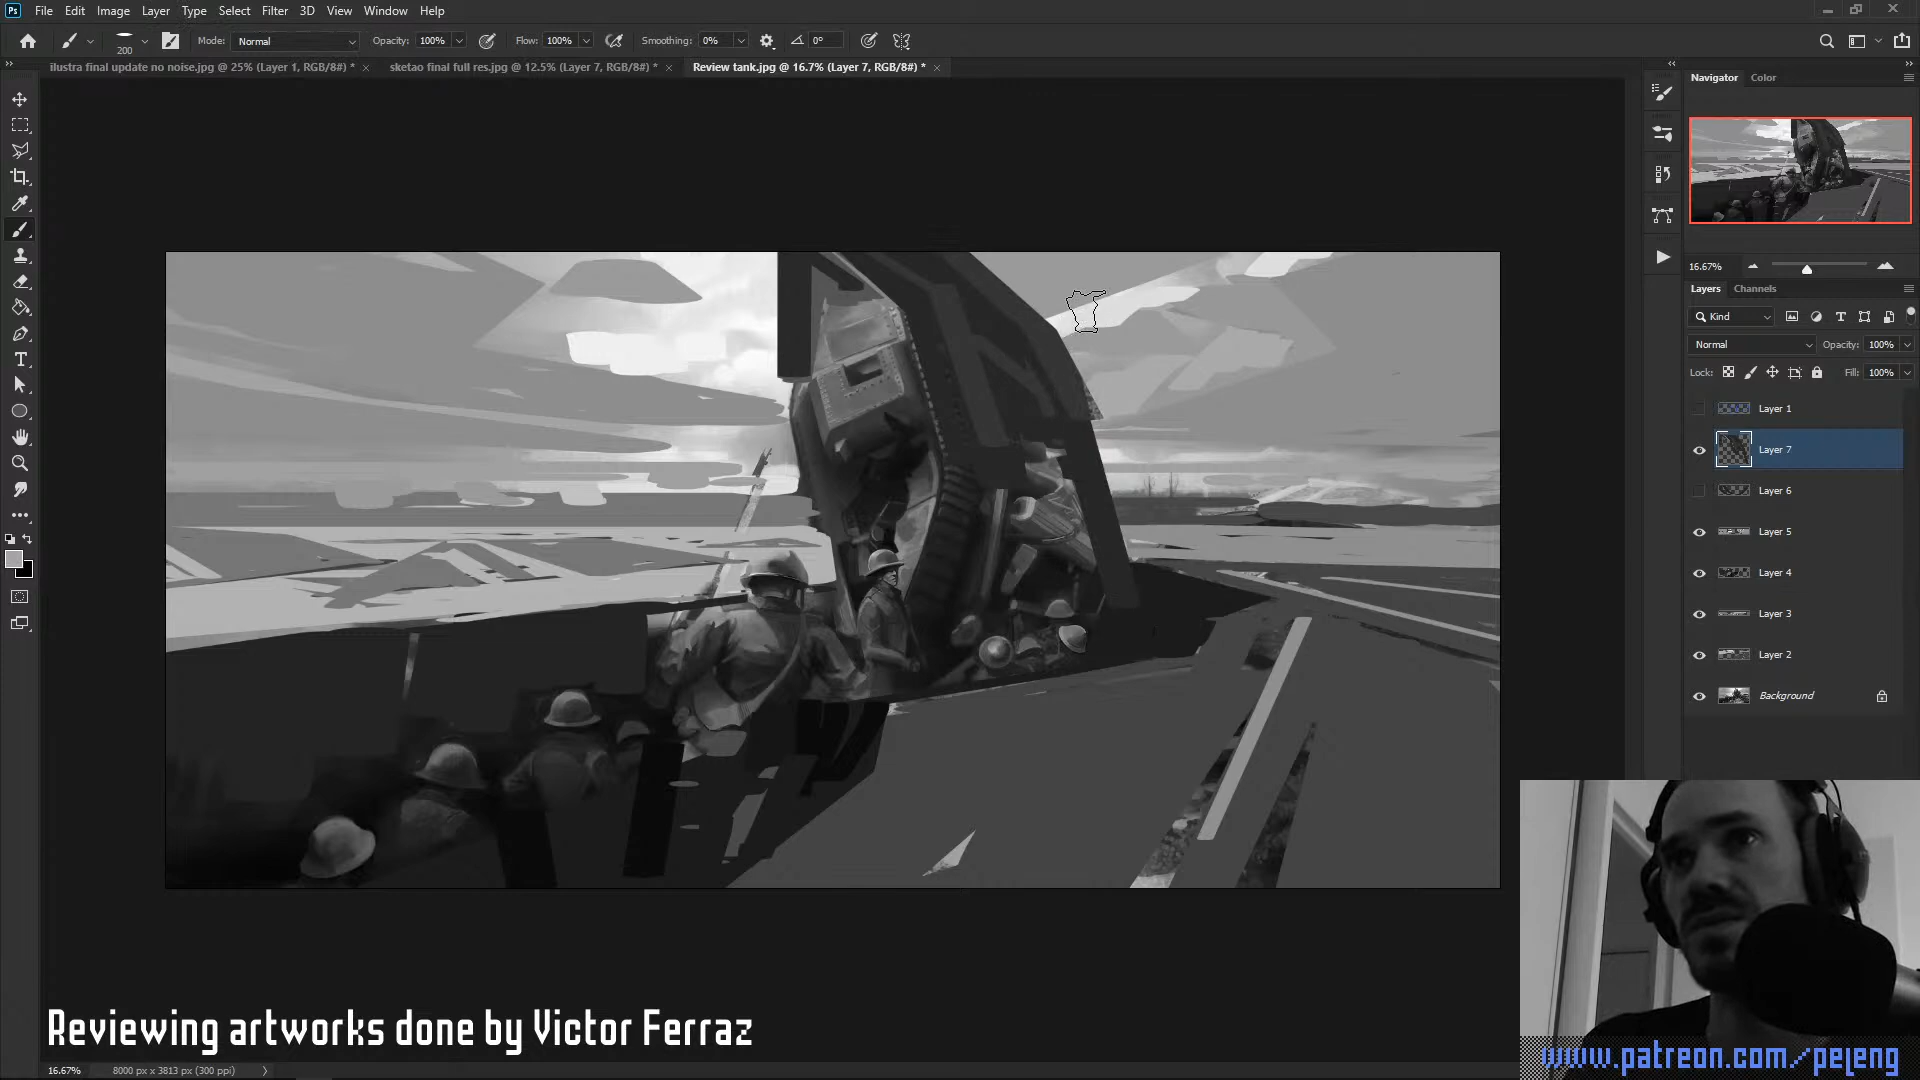 Ps File Edit Image Layer Type Select Filter 3D View Window Help
200 Mode: Normal Opacity: 100% Flow: 100% Smoothing: 0% 0°
ilustra final update no noise.jpg @ 25% (Layer 1, RGB/8#) * sketao final full res.jpg @ 12.5% (Layer 7, RGB/8#) * Review tank.jpg @ 16.7% (Layer 7, RGB/8#) *
Navigator Color
16.67%
Layers Channels
Kind
Normal Opacity: 100%
Lock: Fill: 100%
Layer 1
Layer 7
Layer 6
Layer 5
Layer 4
Layer 3
Layer 2
Background
Reviewing artworks done by Victor Ferraz
www.patreon.com/peleng
16.67% 8000 px x 3813 px (300 ppi)